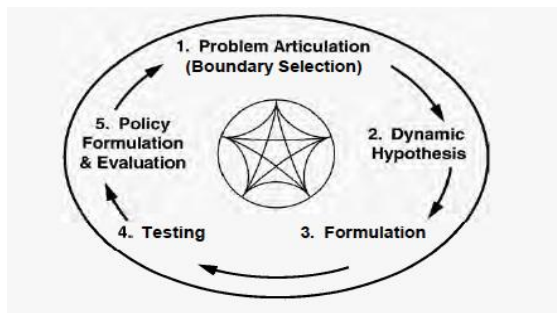 1. Problem Articulation
(Boundary Selection)
2. Dynamic
Hypothesis
3. Formulation
4. Testing
5. Policy
Formulation
& Evaluation